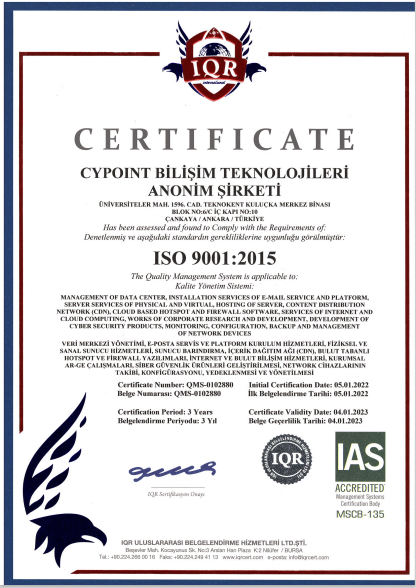 IQR
International
CERTIFICATE
CYPOINT BİLİŞİM TEKNOLOJİLERİ
ANONİM ŞİRKETİ
ÜNİVERSİTELER MAH. 1596. CAD. TEKNOKENT KULUÇKA MERKEZ BİNASI
BLOK NO:6/C İÇ KAPI NO:10
ÇANKAYA / ANKARA / TÜRKİYE
Has been assessed and found to Comply with the Requirements of:
Denetlenmiş ve aşağıdaki standardın gerekliliklerine uygunluğu görülmüştür:
ISO 9001:2015
The Quality Management System is applicable to:
Kalite Yönetim Sistemi:
MANAGEMENT OF DATA CENTER, INSTALLATION SERVICES OF E-MAIL SERVICE AND PLATFORM,
SERVER SERVICES OF PHYSICAL AND VIRTUAL, HOSTING OF SERVER, CONTENT DISTRIBUTION
NETWORK (CDN), CLOUD BASED HOTSPOT AND FIREWALL SOFTWARE, SERVICES OF INTERNET AND
CLOUD COMPUTING, WORKS OF CORPORATE RESEARCH AND DEVELOPMENT, DEVELOPMENT OF
CYBER SECURITY PRODUCTS, MONITORING, CONFIGURATION, BACKUP AND MANAGEMENT
OF NETWORK DEVICES
VERİ MERKEZİ YÖNETİMİ, E-POSTA SERVİS VE PLATFORM KURULUM HİZMETLERİ, FİZİKSEL VE
SANAL SUNUCU HİZMETLERİ, SUNUCU BARINDIRMA, İÇERİK DAĞITIM AĞI (CDN), BULUT TABANLI
HOTSPOT VE FIREWALL YAZILIMLARI, İNTERNET VE BULUT BİLİŞİM HİZMETLERİ, KURUMSAL
AR-GE ÇALIŞMALARI, SİBER GÜVENLİK ÜRÜNLERİ GELİŞTİRİLMESİ, NETWORK CİHAZLARININ
TAKİBİ, KONFİGÜRASYONU, YEDEKLENMESİ VE YÖNETİLMESİ
Certificate Number: QMS-0102880 Initial Certification Date: 05.01.2022
Belge Numarası: QMS-0102880 İlk Belgelendirme Tarihi: 05.01.2022
Certification Period: 3 Years Certificate Validity Date: 04.01.2023
Belgelendirme Periyodu: 3 Yıl Belge Geçerlilik Tarihi: 04.01.2023
IQR
IAS
ACCREDITED
Management Systems
Certification Body
MSCB-135
IQR Sertifikasyon Onayı
IQR ULUSLARARASI BELGELENDİRME HİZMETLERİ LTD.ŞTİ.
Beşevler Mah. Kocayunus Sk. No:3 Arslan Han Plaza K:2 Nilüfer / BURSA
Tel.: +90.224.266 00 16 Faks: +90.224.249 41 13 www.iqrcert.com e-posta: info@iqrcert.com